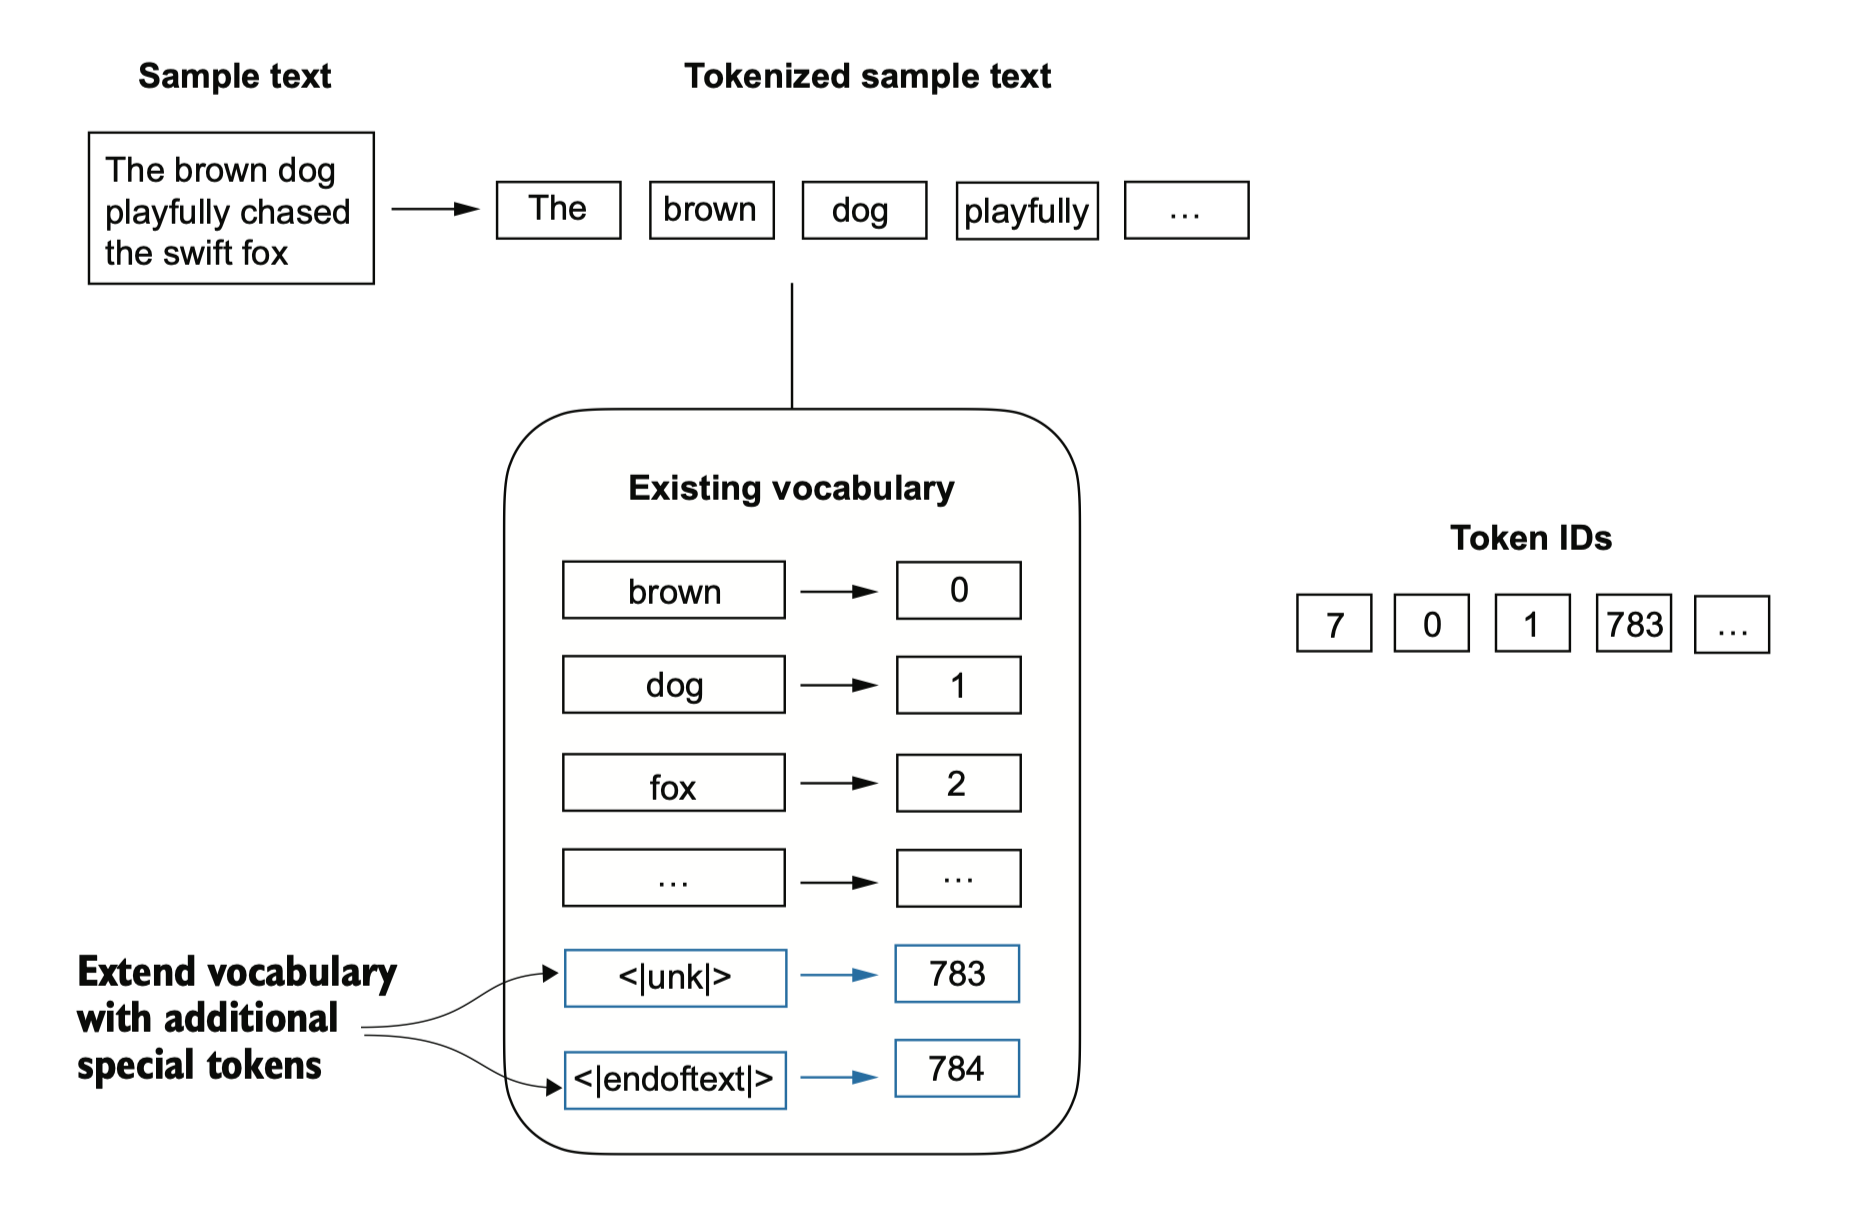 Sample text
Tokenized sample text
The brown dog
playfully chased
the swift fox
The brown dog playfully ...
Existing vocabulary
brown 0
dog 1
fox 2
... ...
<|unk|> 783
<|endoftext|> 784
Extend vocabulary
with additional
special tokens
Token IDs
7 0 1 783 ...